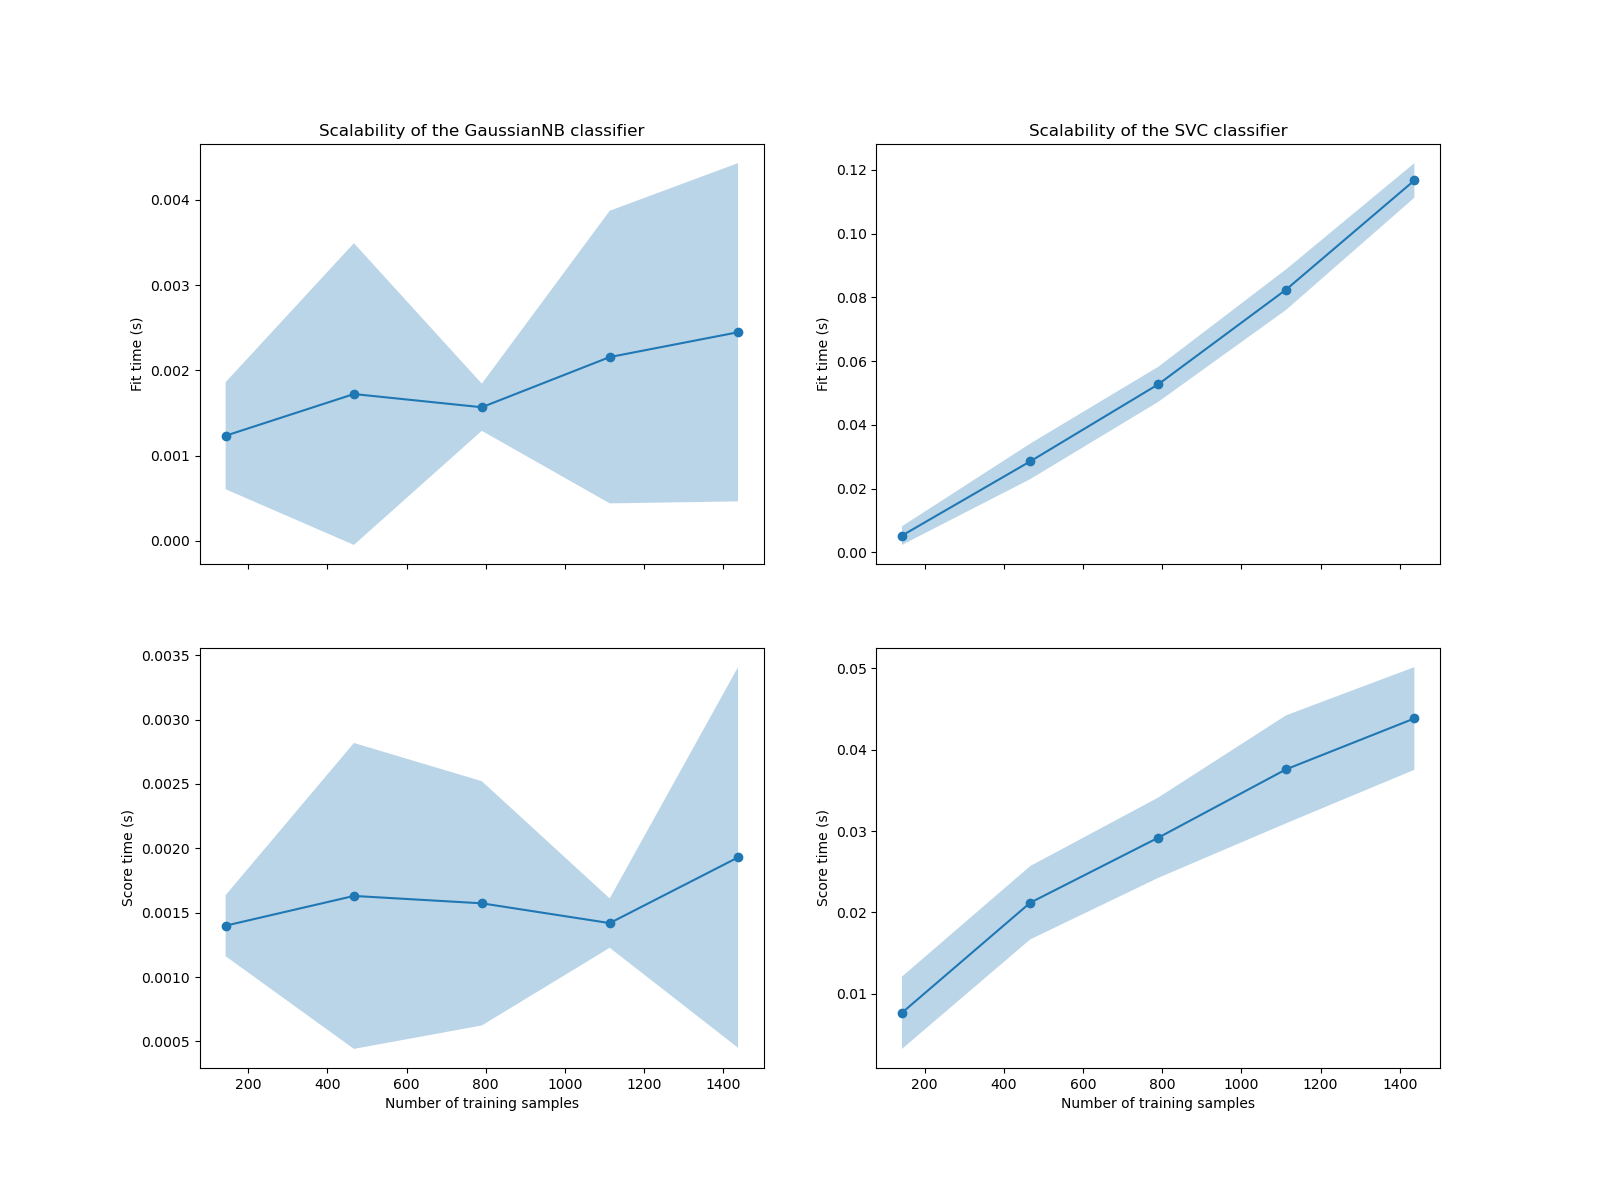 Scalability of the GaussianNB classifier
0.004
0.003
0.002
0.001
0.000
Fit time (s)
Scalability of the SVC classifier
0.12
0.10
0.08
0.06
0.04
0.02
0.00
Fit time (s)
0.0035
0.0030
0.0025
0.0020
0.0015
0.0010
0.0005
Score time (s)
200 400 600 800 1000 1200 1400
Number of training samples
0.05
0.04
0.03
0.02
0.01
Score time (s)
200 400 600 800 1000 1200 1400
Number of training samples